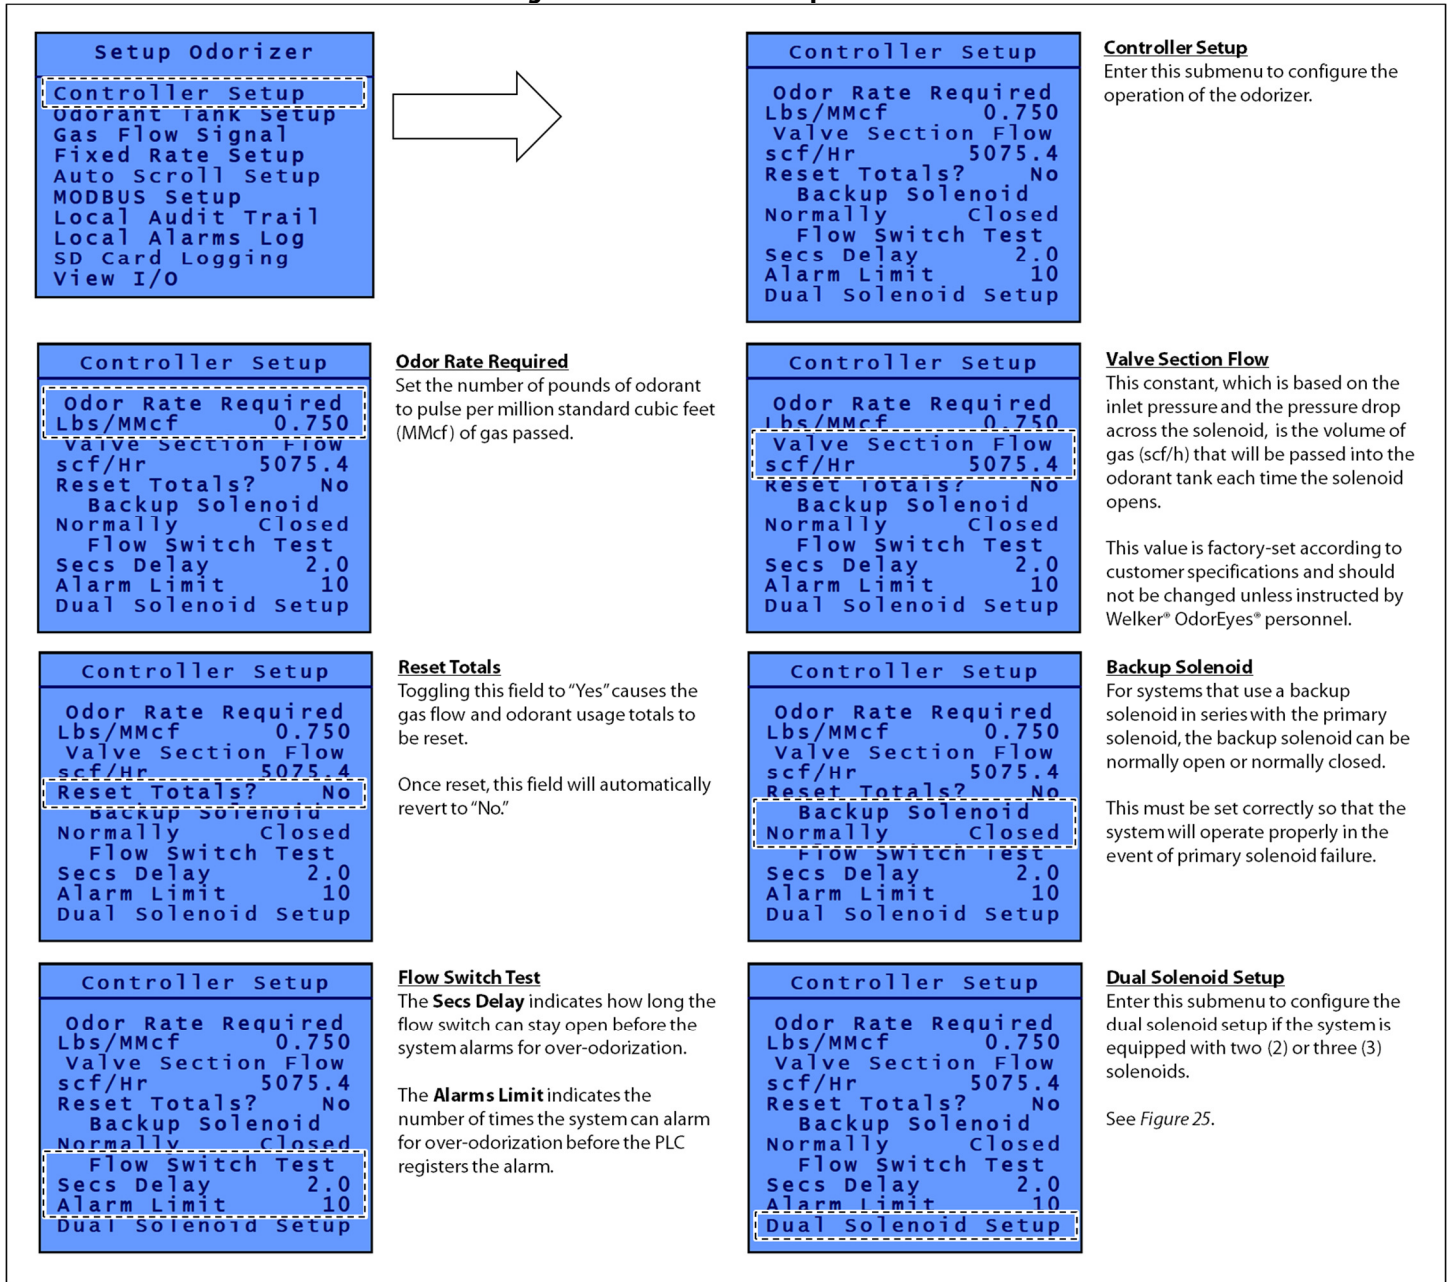 Setup Odorizer
Controller Setup
Odorant Tank Setup
Gas Flow Signal
Fixed Rate Setup
Auto Scroll Setup
MODBUS Setup
Local Audit Trail
Local Alarms Log
SD Card Logging
View I/O
Controller Setup
Odor Rate Required
Lbs/MMcf 0.750
Valve Section Flow
scf/Hr 5075.4
Reset Totals? No
Backup Solenoid
Normally Closed
Flow Switch Test
Secs Delay 2.0
Alarm Limit 10
Dual Solenoid Setup
Controller Setup
Enter this submenu to configure the
operation of the odorizer.
Controller Setup
Odor Rate Required
Lbs/MMcf 0.750
Valve Section Flow
scf/Hr 5075.4
Reset Totals? No
Backup Solenoid
Normally Closed
Flow Switch Test
Secs Delay 2.0
Alarm Limit 10
Dual Solenoid Setup
Odor Rate Required
Set the number of pounds of odorant
to pulse per million standard cubic feet
(MMcf) of gas passed.
Controller Setup
Odor Rate Required
Lbs/MMcf 0.750
Valve Section Flow
scf/Hr 5075.4
Reset Totals? No
Backup Solenoid
Normally Closed
Flow Switch Test
Secs Delay 2.0
Alarm Limit 10
Dual Solenoid Setup
Valve Section Flow
This constant, which is based on the
inlet pressure and the pressure drop
across the solenoid, is the volume of
gas (scf/h) that will be passed into the
odorant tank each time the solenoid
opens.
This value is factory-set according to
customer specifications and should
not be changed unless instructed by
Welker® OdorEyes® personnel.
Controller Setup
Odor Rate Required
Lbs/MMcf 0.750
Valve Section Flow
scf/Hr 5075.4
Reset Totals? No
Backup Solenoid
Normally Closed
Flow Switch Test
Secs Delay 2.0
Alarm Limit 10
Dual Solenoid Setup
Reset Totals
Toggling this field to “Yes” causes the
gas flow and odorant usage totals to
be reset.
Once reset, this field will automatically
revert to “No.”
Controller Setup
Odor Rate Required
Lbs/MMcf 0.750
Valve Section Flow
scf/Hr 5075.4
Reset Totals? No
Backup Solenoid
Normally Closed
Flow Switch Test
Secs Delay 2.0
Alarm Limit 10
Dual Solenoid Setup
Backup Solenoid
For systems that use a backup
solenoid in series with the primary
solenoid, the backup solenoid can be
normally open or normally closed.
This must be set correctly so that the
system will operate properly in the
event of primary solenoid failure.
Controller Setup
Odor Rate Required
Lbs/MMcf 0.750
Valve Section Flow
scf/Hr 5075.4
Reset Totals? No
Backup Solenoid
Normally Closed
Flow Switch Test
Secs Delay 2.0
Alarm Limit 10
Dual Solenoid Setup
Flow Switch Test
The Secs Delay indicates how long the
flow switch can stay open before the
system alarms for over-odorization.
The Alarms Limit indicates the
number of times the system can alarm
for over-odorization before the PLC
registers the alarm.
Controller Setup
Odor Rate Required
Lbs/MMcf 0.750
Valve Section Flow
scf/Hr 5075.4
Reset Totals? No
Backup Solenoid
Normally Closed
Flow Switch Test
Secs Delay 2.0
Alarm Limit 10
Dual Solenoid Setup
Dual Solenoid Setup
Enter this submenu to configure the
dual solenoid setup if the system is
equipped with two (2) or three (3)
solenoids.
See Figure 25.